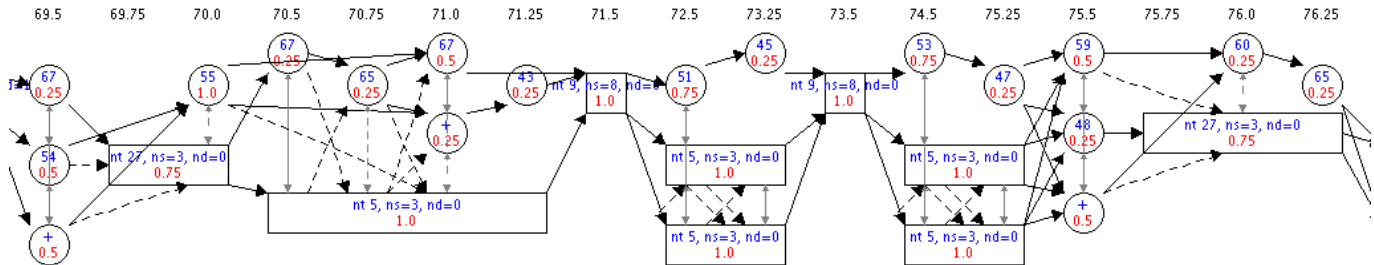 69.5 69.75 70.0 70.5 70.75 71.0 71.25 71.5 72.5 73.25 73.5 74.5 75.25 75.5 75.75 76.0 76.25
67 67 45 53 59 60
0.25 0.5 0.25 0.75 0.5 0.25
67 55 65 43 nt 9, ns=8, nd=0 51 nt 9, ns=8, nd=0 47 65
0.25 1.0 0.25 0.25 1.0 0.75 1.0 0.25 0.25
+ 48 nt 27, ns=3, nd=0
0.25 0.25 0.75
54 nt 27, ns=3, nd=0 nt 5, ns=3, nd=0 nt 5, ns=3, nd=0
0.5 0.75 1.0 1.0
nt 5, ns=3, nd=0 +
1.0 0.5
+ nt 5, ns=3, nd=0 nt 5, ns=3, nd=0
0.5 1.0 1.0